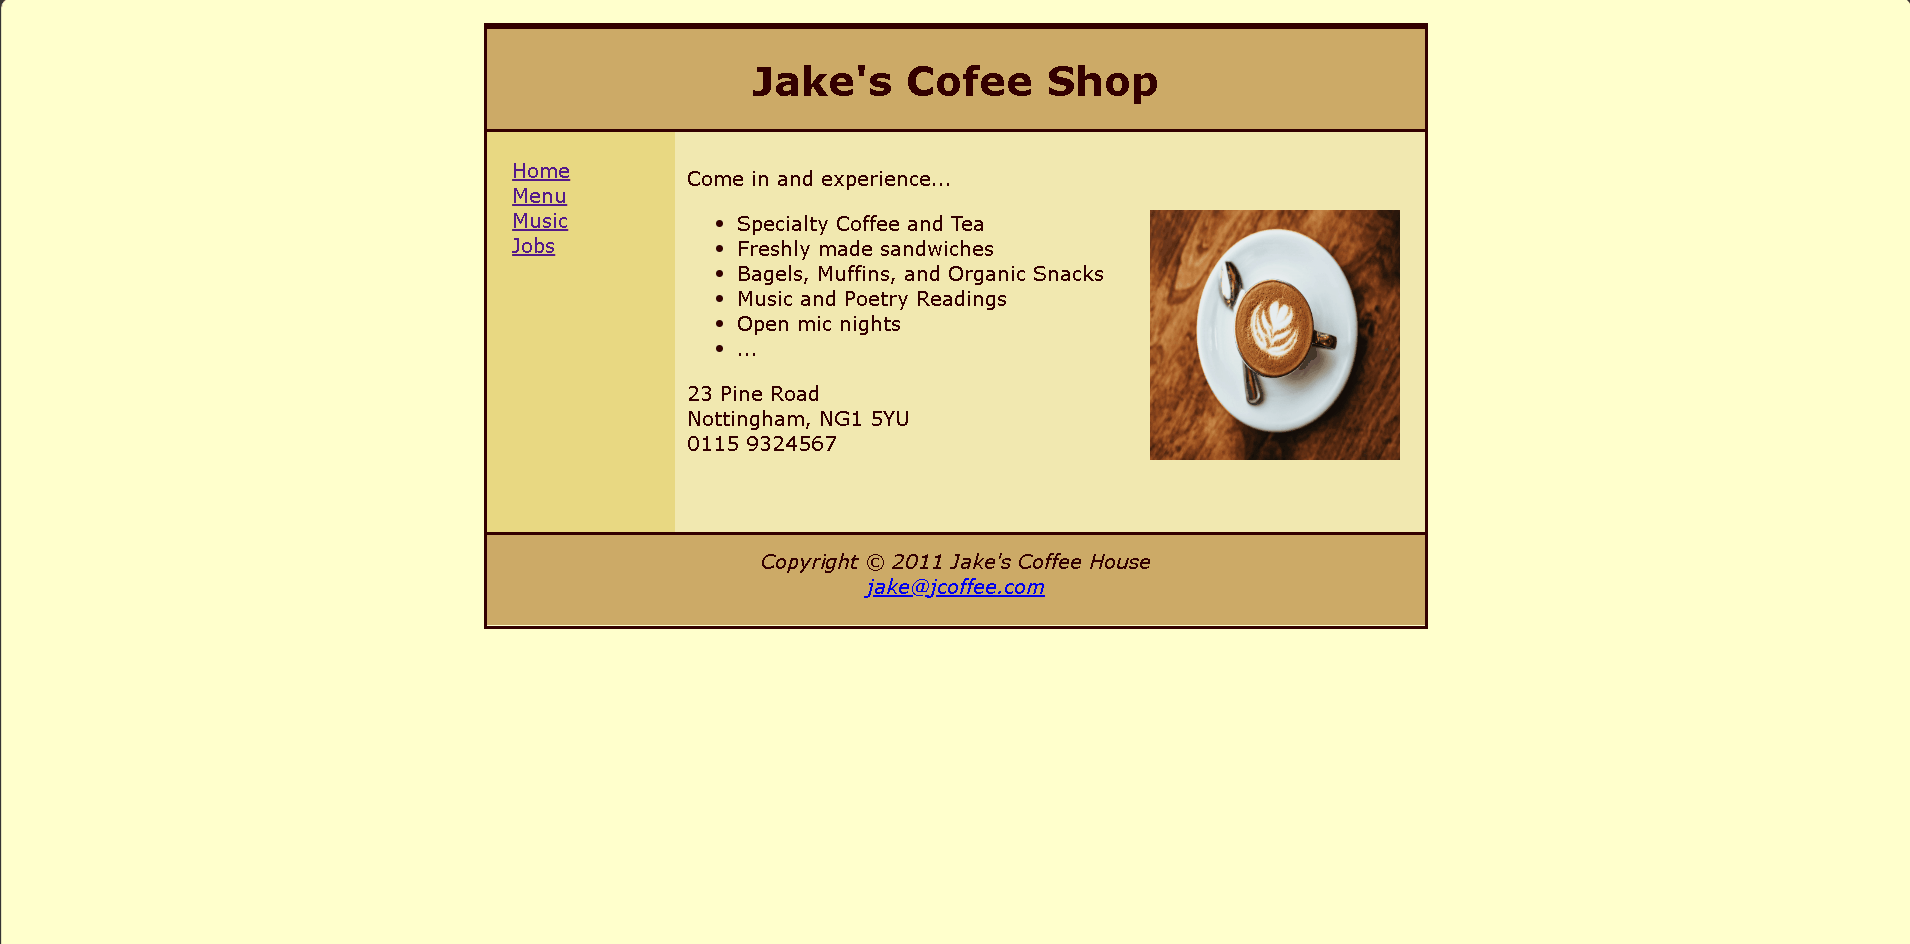 Jake's Cofee Shop
Home
Menu
Music
Jobs
Come in and experience...
• Specialty Coffee and Tea
• Freshly made sandwiches
• Bagels, Muffins, and Organic Snacks
• Music and Poetry Readings
• Open mic nights
• ...
23 Pine Road
Nottingham, NG1 5YU
0115 9324567
Copyright © 2011 Jake's Coffee House
jake@jcoffee.com